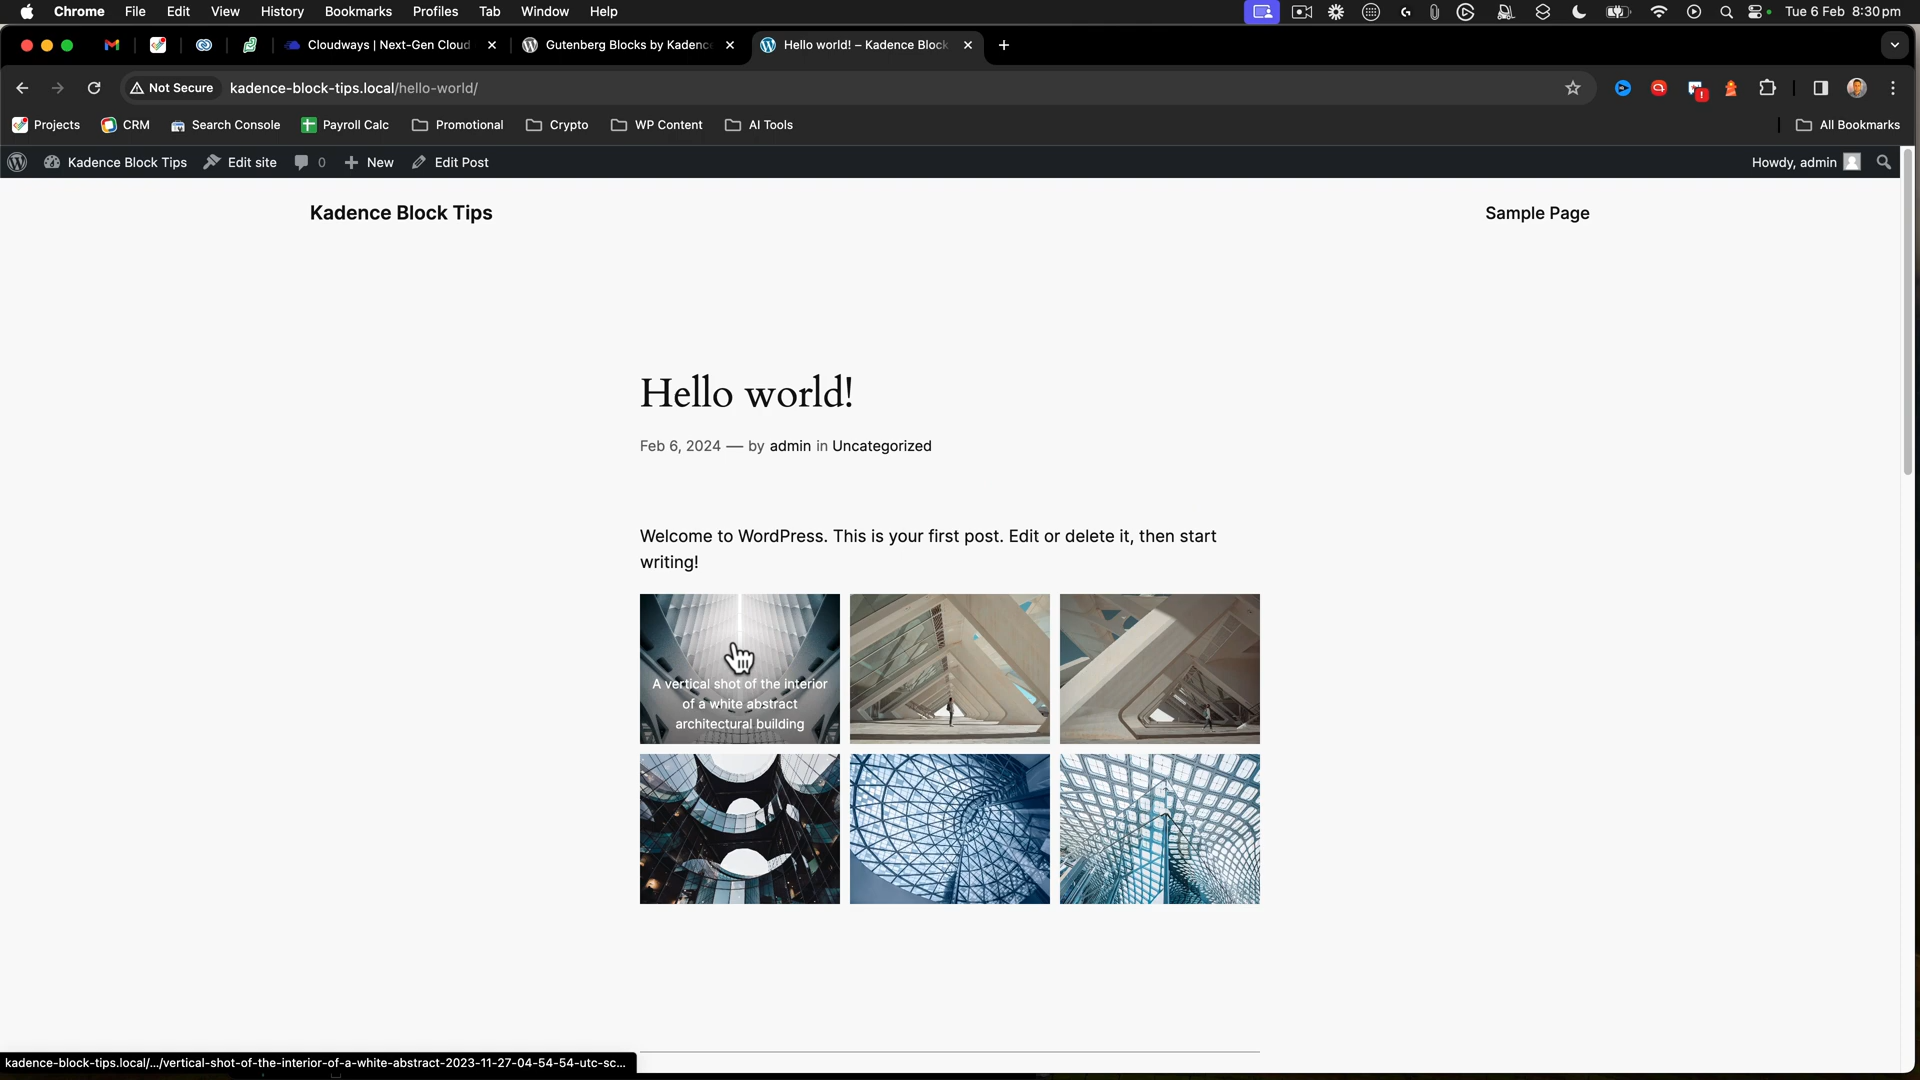 Chrome File Edit View History Bookmarks Profiles Tab Window Help Tue 6 Feb 8:30 pm
Cloudways | Next-Gen Cloud Gutenberg Blocks by Kadenc Hello world! – Kadence Block
Not Secure kadence-block-tips.local/hello-world/
Projects CRM Search Console Payroll Calc Promotional Crypto WP Content AI Tools All Bookmarks
Kadence Block Tips Edit site 0 New Edit Post Howdy, admin
Kadence Block Tips Sample Page
Hello world!
Feb 6, 2024 — by admin in Uncategorized
Welcome to WordPress. This is your first post. Edit or delete it, then start
writing!
A vertical shot of the interior
of a white abstract
architectural building
kadence-block-tips.local/.../vertical-shot-of-the-interior-of-a-white-abstract-2023-11-27-04-54-54-utc-sc...